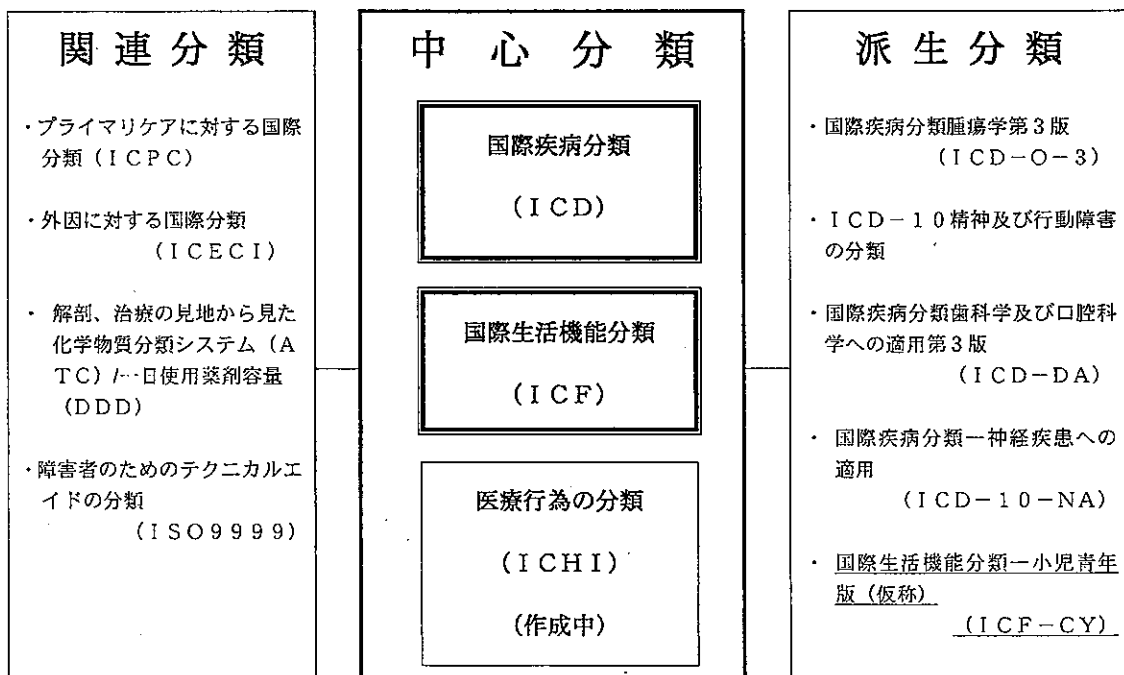 関連分類
・プライマリケアに対する国際
分類（ＩＣＰＣ）
・外因に対する国際分類
（ＩＣＥＣＩ）
・ 解剖、治療の見地から見た
化学物質分類システム（Ａ
ＴＣ）/一日使用薬剤容量
（ＤＤＤ）
・障害者のためのテクニカルエ
イドの分類
（ＩＳＯ９９９９）
中心分類
国際疾病分類
（ＩＣＤ）
国際生活機能分類
（ＩＣＦ）
医療行為の分類
（ＩＣＨＩ）
（作成中）
派生分類
・国際疾病分類腫瘍学第３版
（ＩＣＤ－Ｏ－３）
・ＩＣＤ－１０精神及び行動障害
の分類
・国際疾病分類歯科学及び口腔科
学への適用第３版
（ＩＣＤ－ＤＡ）
・ 国際疾病分類－神経疾患への
適用
（ＩＣＤ－１０－ＮＡ）
・ 国際生活機能分類－小児青年
版（仮称）
（ＩＣＦ－ＣＹ）